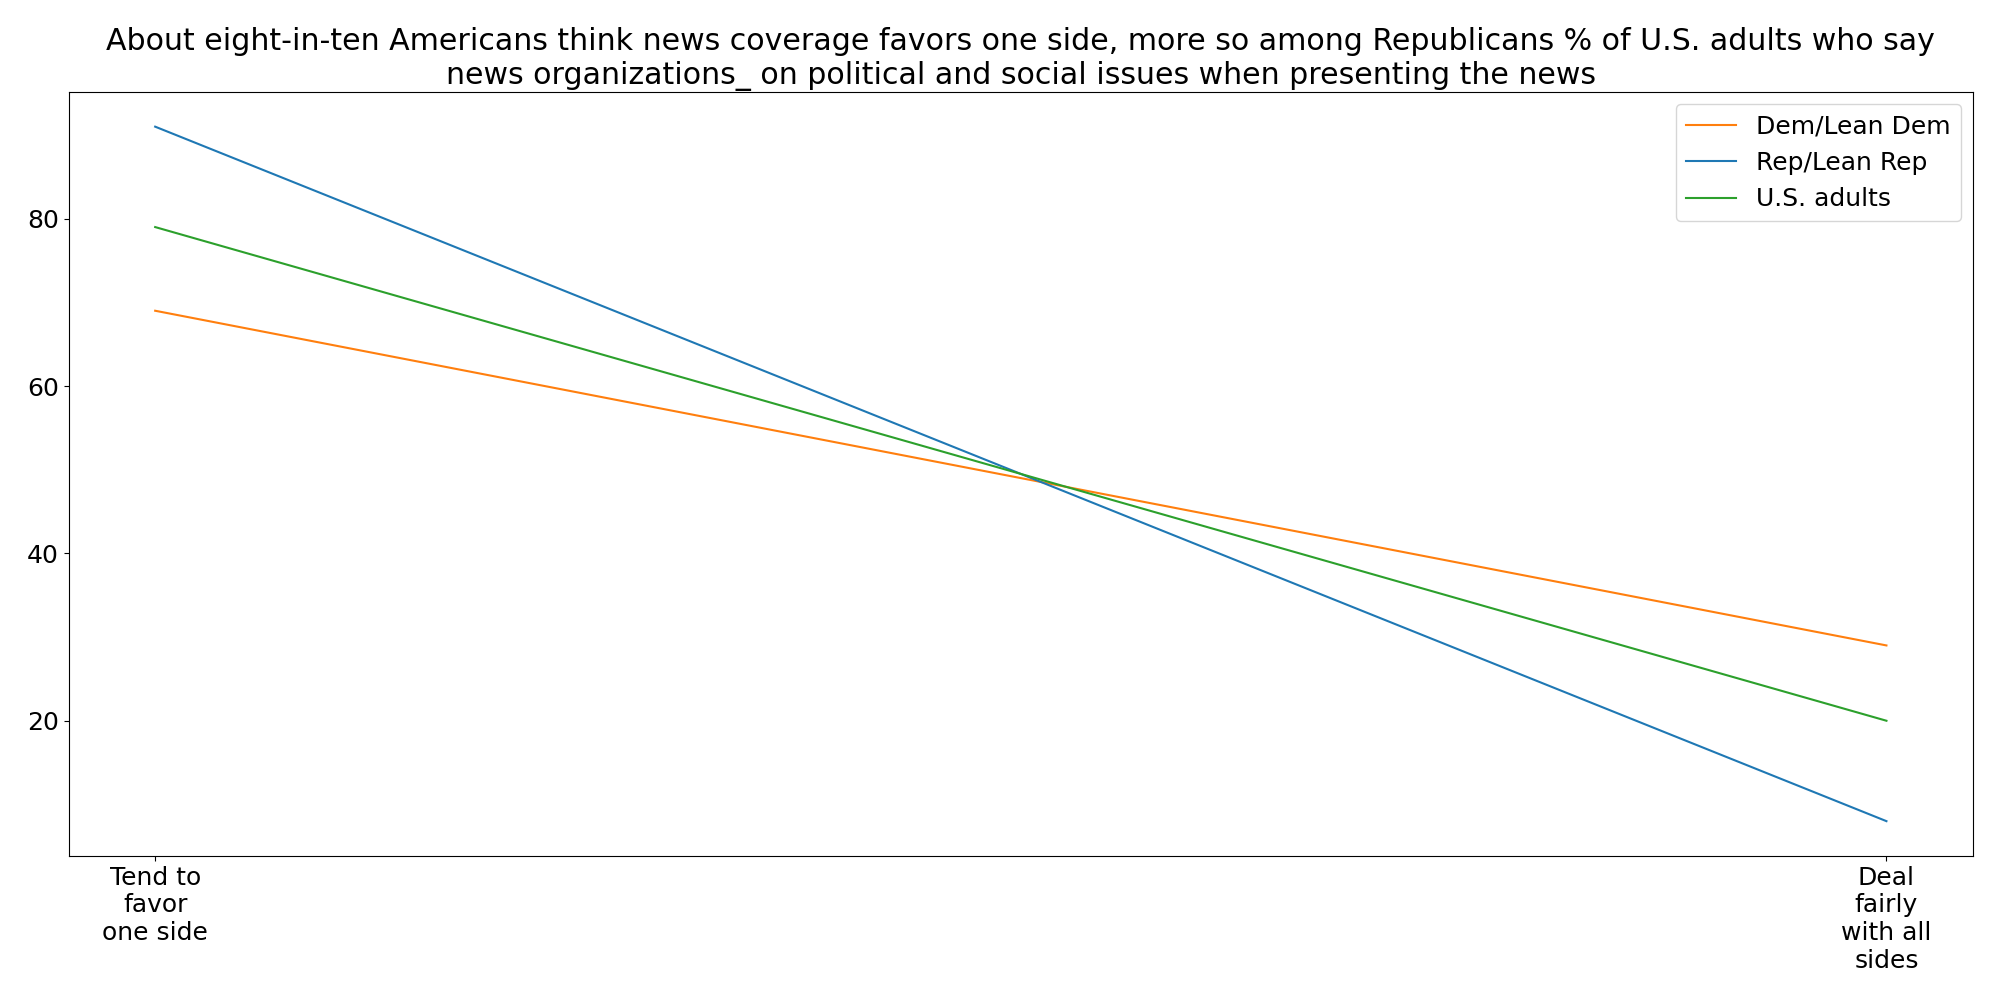 About eight-in-ten Americans think news coverage favors one side, more so among Republicans % of U.S. adults who say
news organizations_ on political and social issues when presenting the news
Dem/Lean Dem
Rep/Lean Rep
U.S. adults
80
60
40
20
Tend to
favor
one side
Deal
fairly
with all
sides